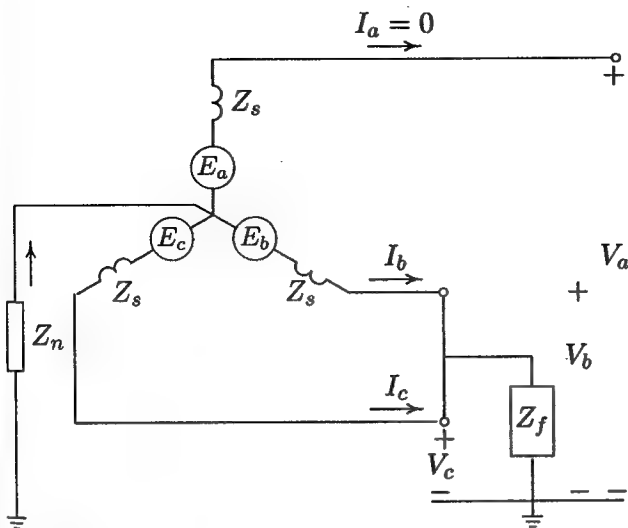 I_a = 0
+
Z_s
E_a
E_c
E_b
I_b
V_a
Z_s
Z_s
+
Z_n
V_b
I_c
Z_f
+
V_c
− − −